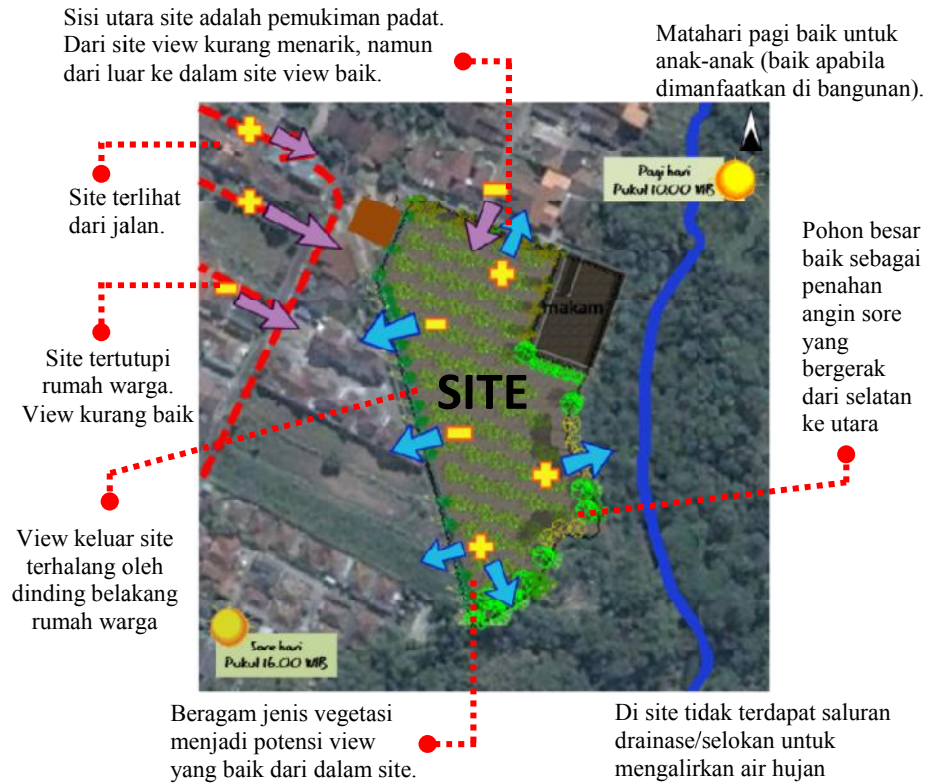 Sisi utara site adalah pemukiman padat.
Dari site view kurang menarik, namun
dari luar ke dalam site view baik.
Matahari pagi baik untuk
anak-anak (baik apabila
dimanfaatkan di bangunan).
Pagi hari
Pukul 10.00 WIB
Site terlihat
dari jalan.
Pohon besar
baik sebagai
penahan
angin sore
yang
bergerak
dari selatan
ke utara
makam
Site tertutupi
rumah warga.
View kurang baik
SITE
View keluar site
terhalang oleh
dinding belakang
rumah warga
Sore hari
Pukul 16.00 WIB
Beragam jenis vegetasi
menjadi potensi view
yang baik dari dalam site.
Di site tidak terdapat saluran
drainase/selokan untuk
mengalirkan air hujan